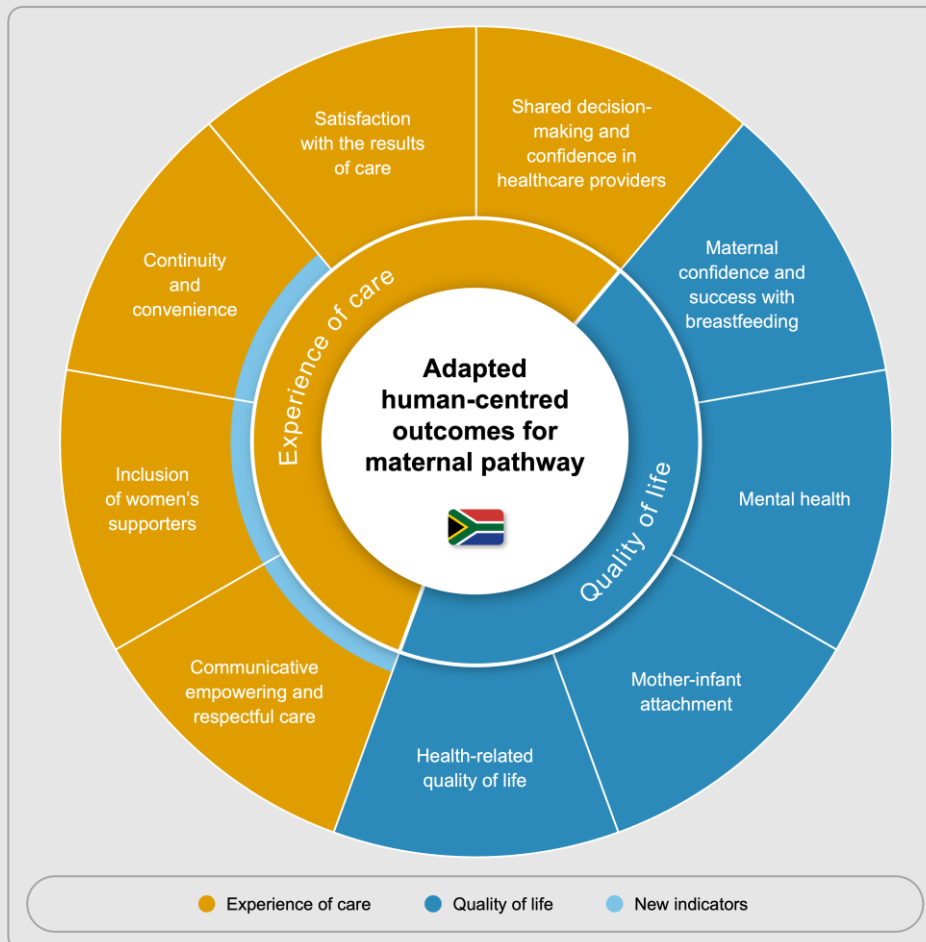 Satisfaction
with the results
of care
Shared decision-
making and
confidence in
healthcare providers
Maternal
confidence and
success with
breastfeeding
Mental health
Mother-infant
attachment
Health-related
quality of life
Communicative
empowering and
respectful care
Inclusion
of women's
supporters
Continuity
and
convenience
Experience of care
Quality of life
Adapted
human-centred
outcomes for
maternal pathway
Experience of care
Quality of life
New indicators